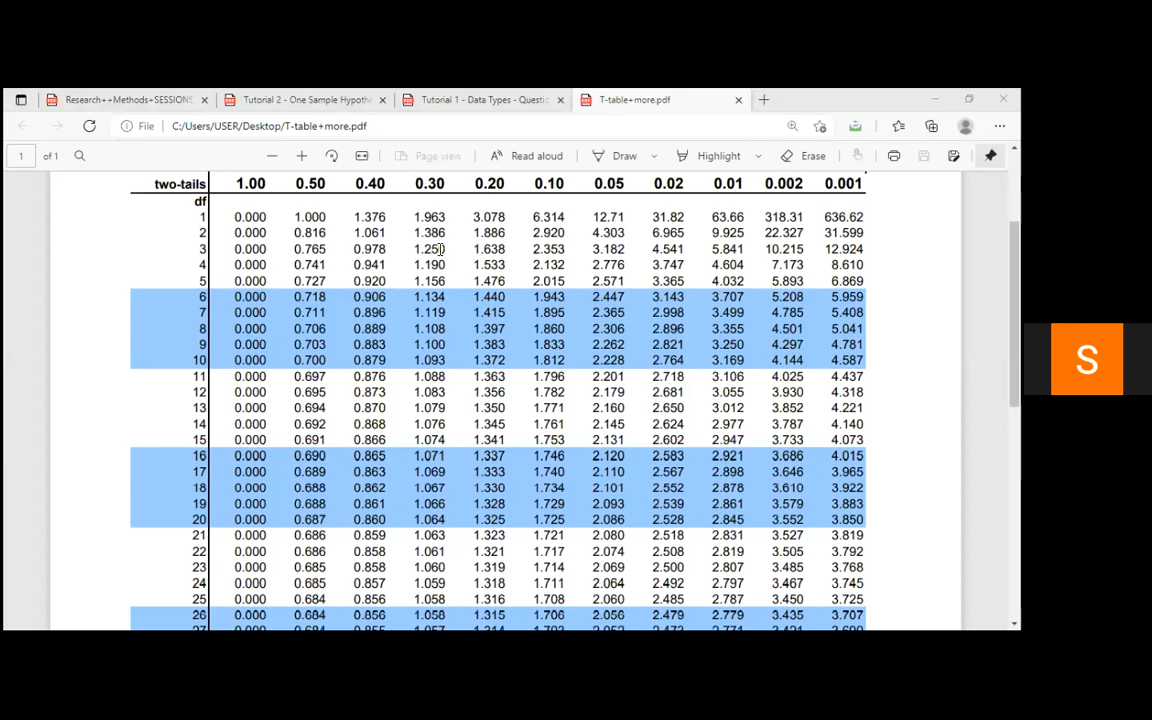 Research++Methods+SESSIONS Tutorial 2 - One Sample Hypothe Tutorial 1 - Data Types - Questio T-table+more.pdf
File C:/Users/USER/Desktop/T-table+more.pdf
1 of 1 Page view Read aloud Draw Highlight Erase
two-tails 1.00 0.50 0.40 0.30 0.20 0.10 0.05 0.02 0.01 0.002 0.001
df
1 0.000 1.000 1.376 1.963 3.078 6.314 12.71 31.82 63.66 318.31 636.62
2 0.000 0.816 1.061 1.386 1.886 2.920 4.303 6.965 9.925 22.327 31.599
3 0.000 0.765 0.978 1.250 1.638 2.353 3.182 4.541 5.841 10.215 12.924
4 0.000 0.741 0.941 1.190 1.533 2.132 2.776 3.747 4.604 7.173 8.610
5 0.000 0.727 0.920 1.156 1.476 2.015 2.571 3.365 4.032 5.893 6.869
6 0.000 0.718 0.906 1.134 1.440 1.943 2.447 3.143 3.707 5.208 5.959
7 0.000 0.711 0.896 1.119 1.415 1.895 2.365 2.998 3.499 4.785 5.408
8 0.000 0.706 0.889 1.108 1.397 1.860 2.306 2.896 3.355 4.501 5.041
9 0.000 0.703 0.883 1.100 1.383 1.833 2.262 2.821 3.250 4.297 4.781
10 0.000 0.700 0.879 1.093 1.372 1.812 2.228 2.764 3.169 4.144 4.587
11 0.000 0.697 0.876 1.088 1.363 1.796 2.201 2.718 3.106 4.025 4.437
12 0.000 0.695 0.873 1.083 1.356 1.782 2.179 2.681 3.055 3.930 4.318
13 0.000 0.694 0.870 1.079 1.350 1.771 2.160 2.650 3.012 3.852 4.221
14 0.000 0.692 0.868 1.076 1.345 1.761 2.145 2.624 2.977 3.787 4.140
15 0.000 0.691 0.866 1.074 1.341 1.753 2.131 2.602 2.947 3.733 4.073
16 0.000 0.690 0.865 1.071 1.337 1.746 2.120 2.583 2.921 3.686 4.015
17 0.000 0.689 0.863 1.069 1.333 1.740 2.110 2.567 2.898 3.646 3.965
18 0.000 0.688 0.862 1.067 1.330 1.734 2.101 2.552 2.878 3.610 3.922
19 0.000 0.688 0.861 1.066 1.328 1.729 2.093 2.539 2.861 3.579 3.883
20 0.000 0.687 0.860 1.064 1.325 1.725 2.086 2.528 2.845 3.552 3.850
21 0.000 0.686 0.859 1.063 1.323 1.721 2.080 2.518 2.831 3.527 3.819
22 0.000 0.686 0.858 1.061 1.321 1.717 2.074 2.508 2.819 3.505 3.792
23 0.000 0.685 0.858 1.060 1.319 1.714 2.069 2.500 2.807 3.485 3.768
24 0.000 0.685 0.857 1.059 1.318 1.711 2.064 2.492 2.797 3.467 3.745
25 0.000 0.684 0.856 1.058 1.316 1.708 2.060 2.485 2.787 3.450 3.725
26 0.000 0.684 0.856 1.058 1.315 1.706 2.056 2.479 2.779 3.435 3.707
S